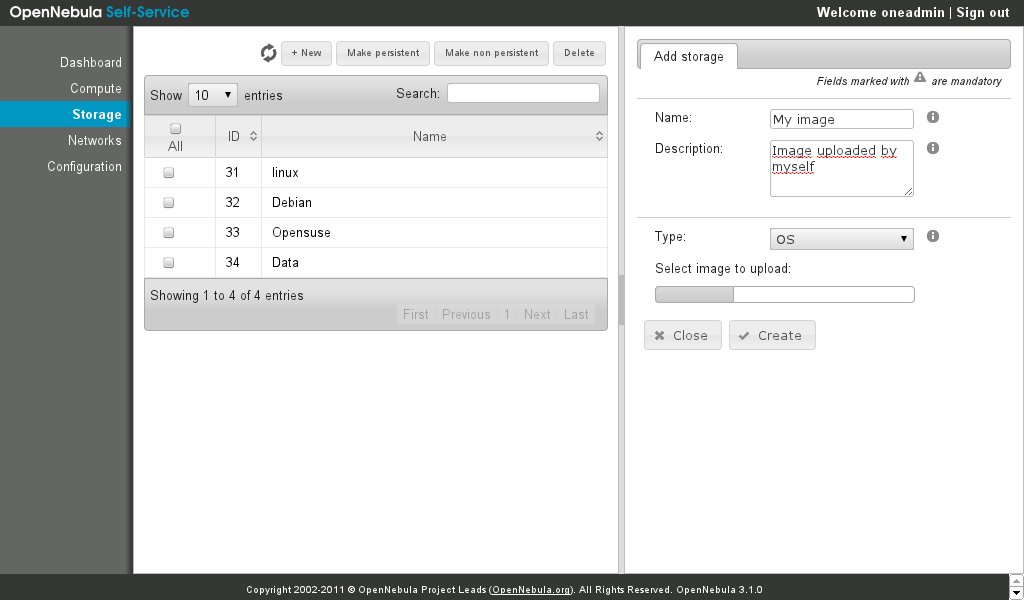 OpenNebula Self-Service
Welcome oneadmin | Sign out
Dashboard
Compute
Storage
Networks
Configuration
+ New
Make persistent
Make non persistent
Delete
Show 10 entries
Search:
All
ID
Name
31 linux
32 Debian
33 Opensuse
34 Data
Showing 1 to 4 of 4 entries
First Previous 1 Next Last
Add storage
Fields marked with are mandatory
Name: My image
Description: Image uploaded by
myself
Type: OS
Select image to upload:
Close
Create
Copyright 2002-2011 © OpenNebula Project Leads (OpenNebula.org). All Rights Reserved. OpenNebula 3.1.0